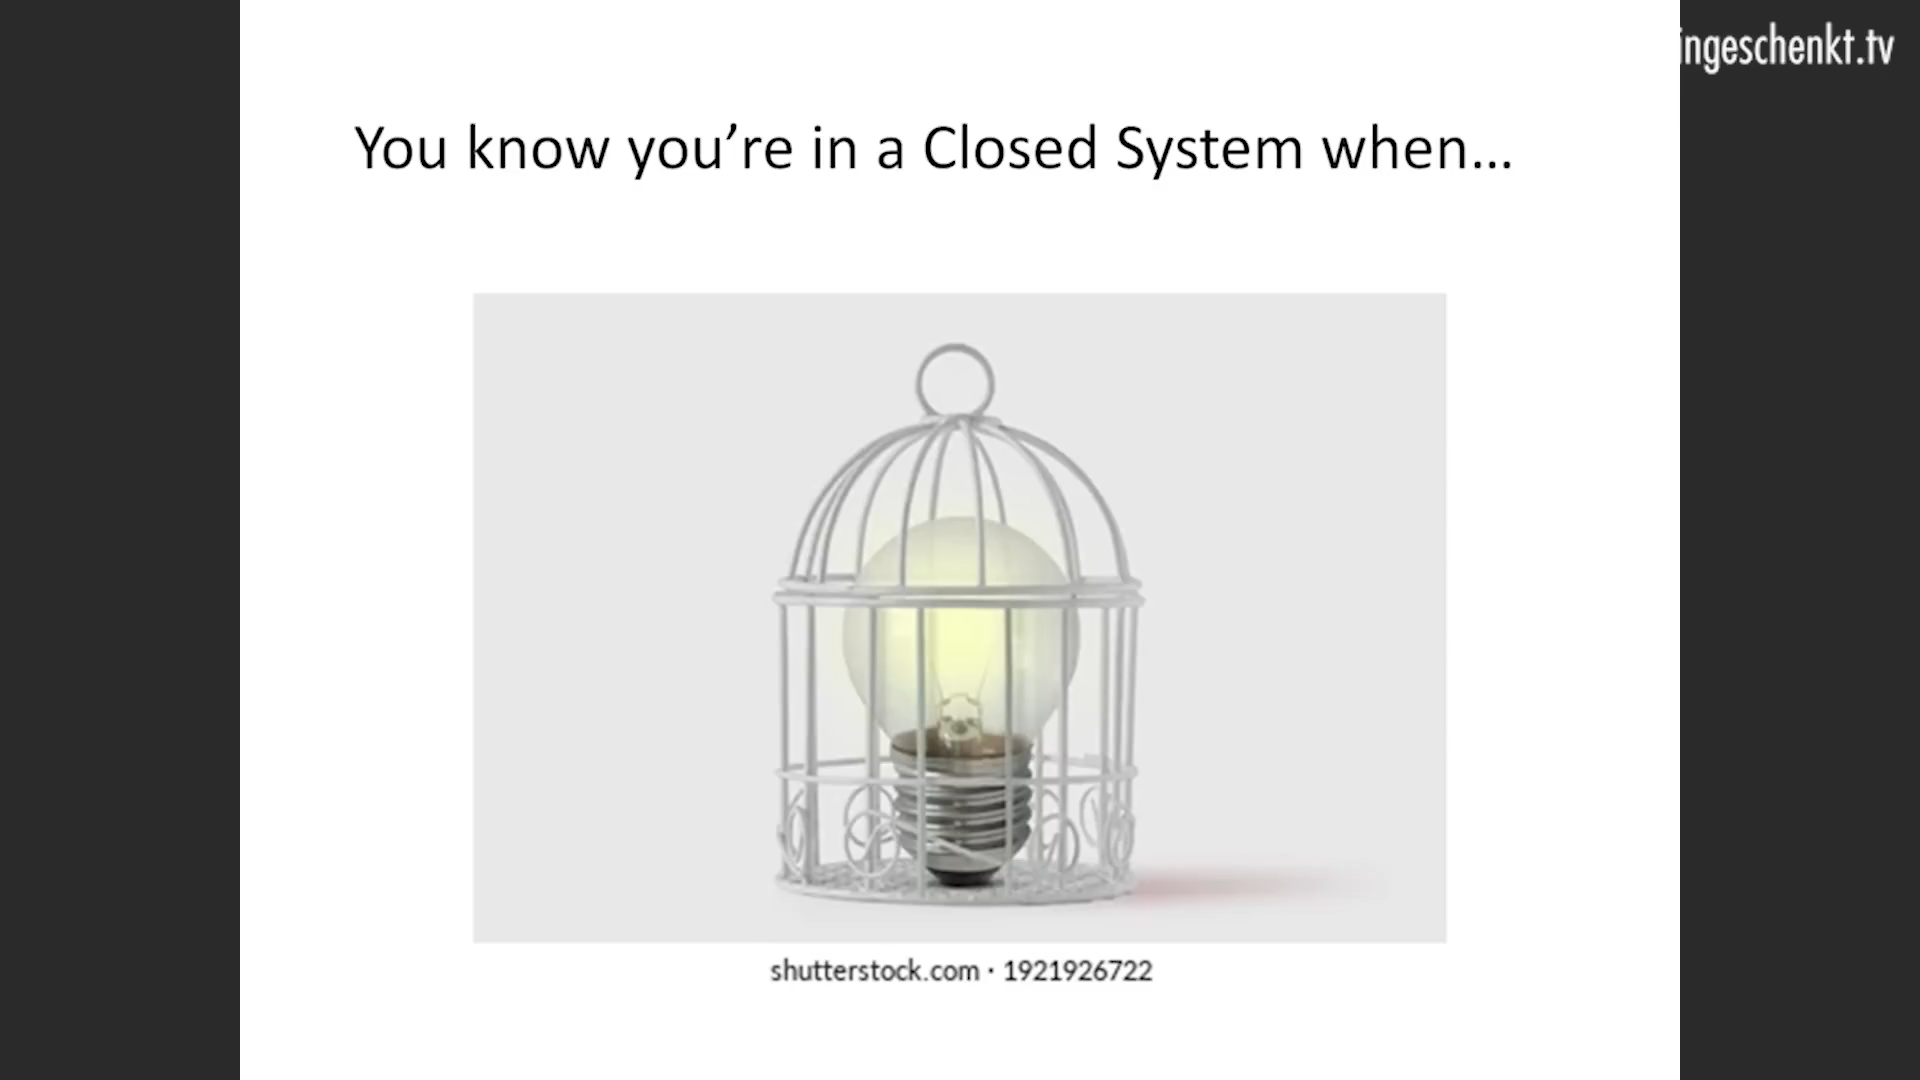 ingeschenkt.tv
You know you’re in a Closed System when...
shutterstock.com · 1921926722